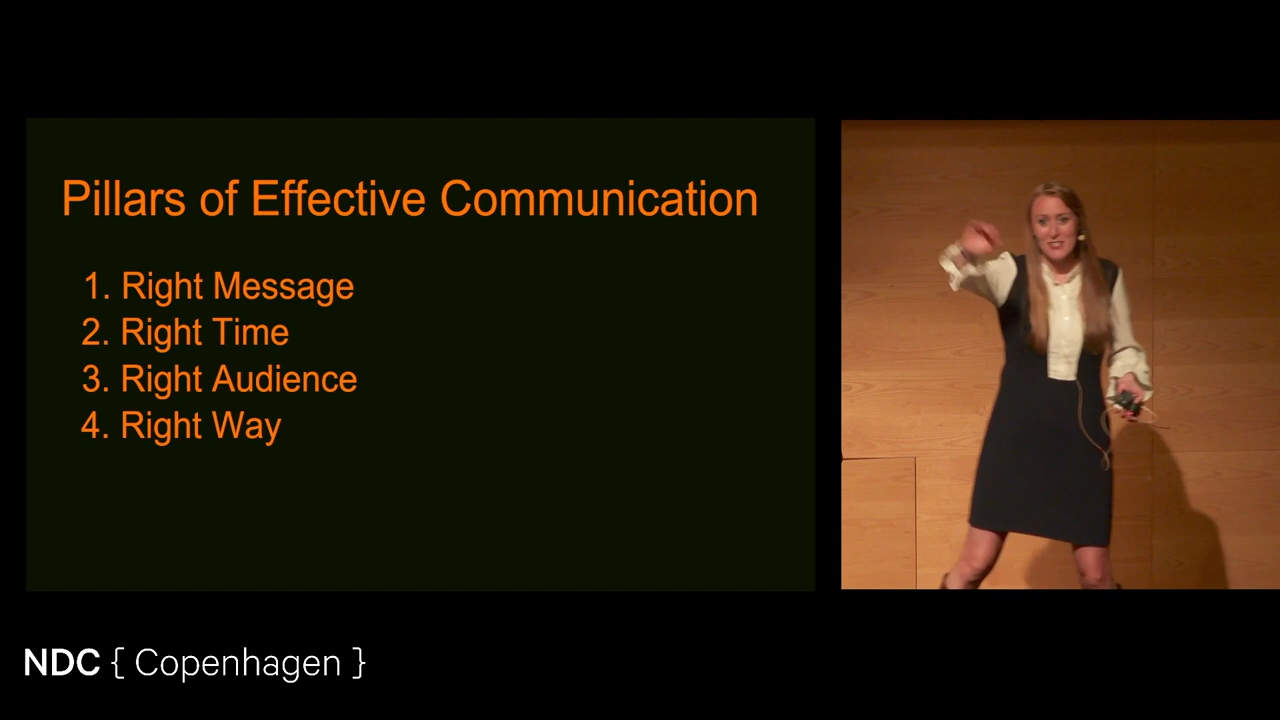 Pillars of Effective Communication
1. Right Message
2. Right Time
3. Right Audience
4. Right Way
NDC { Copenhagen }